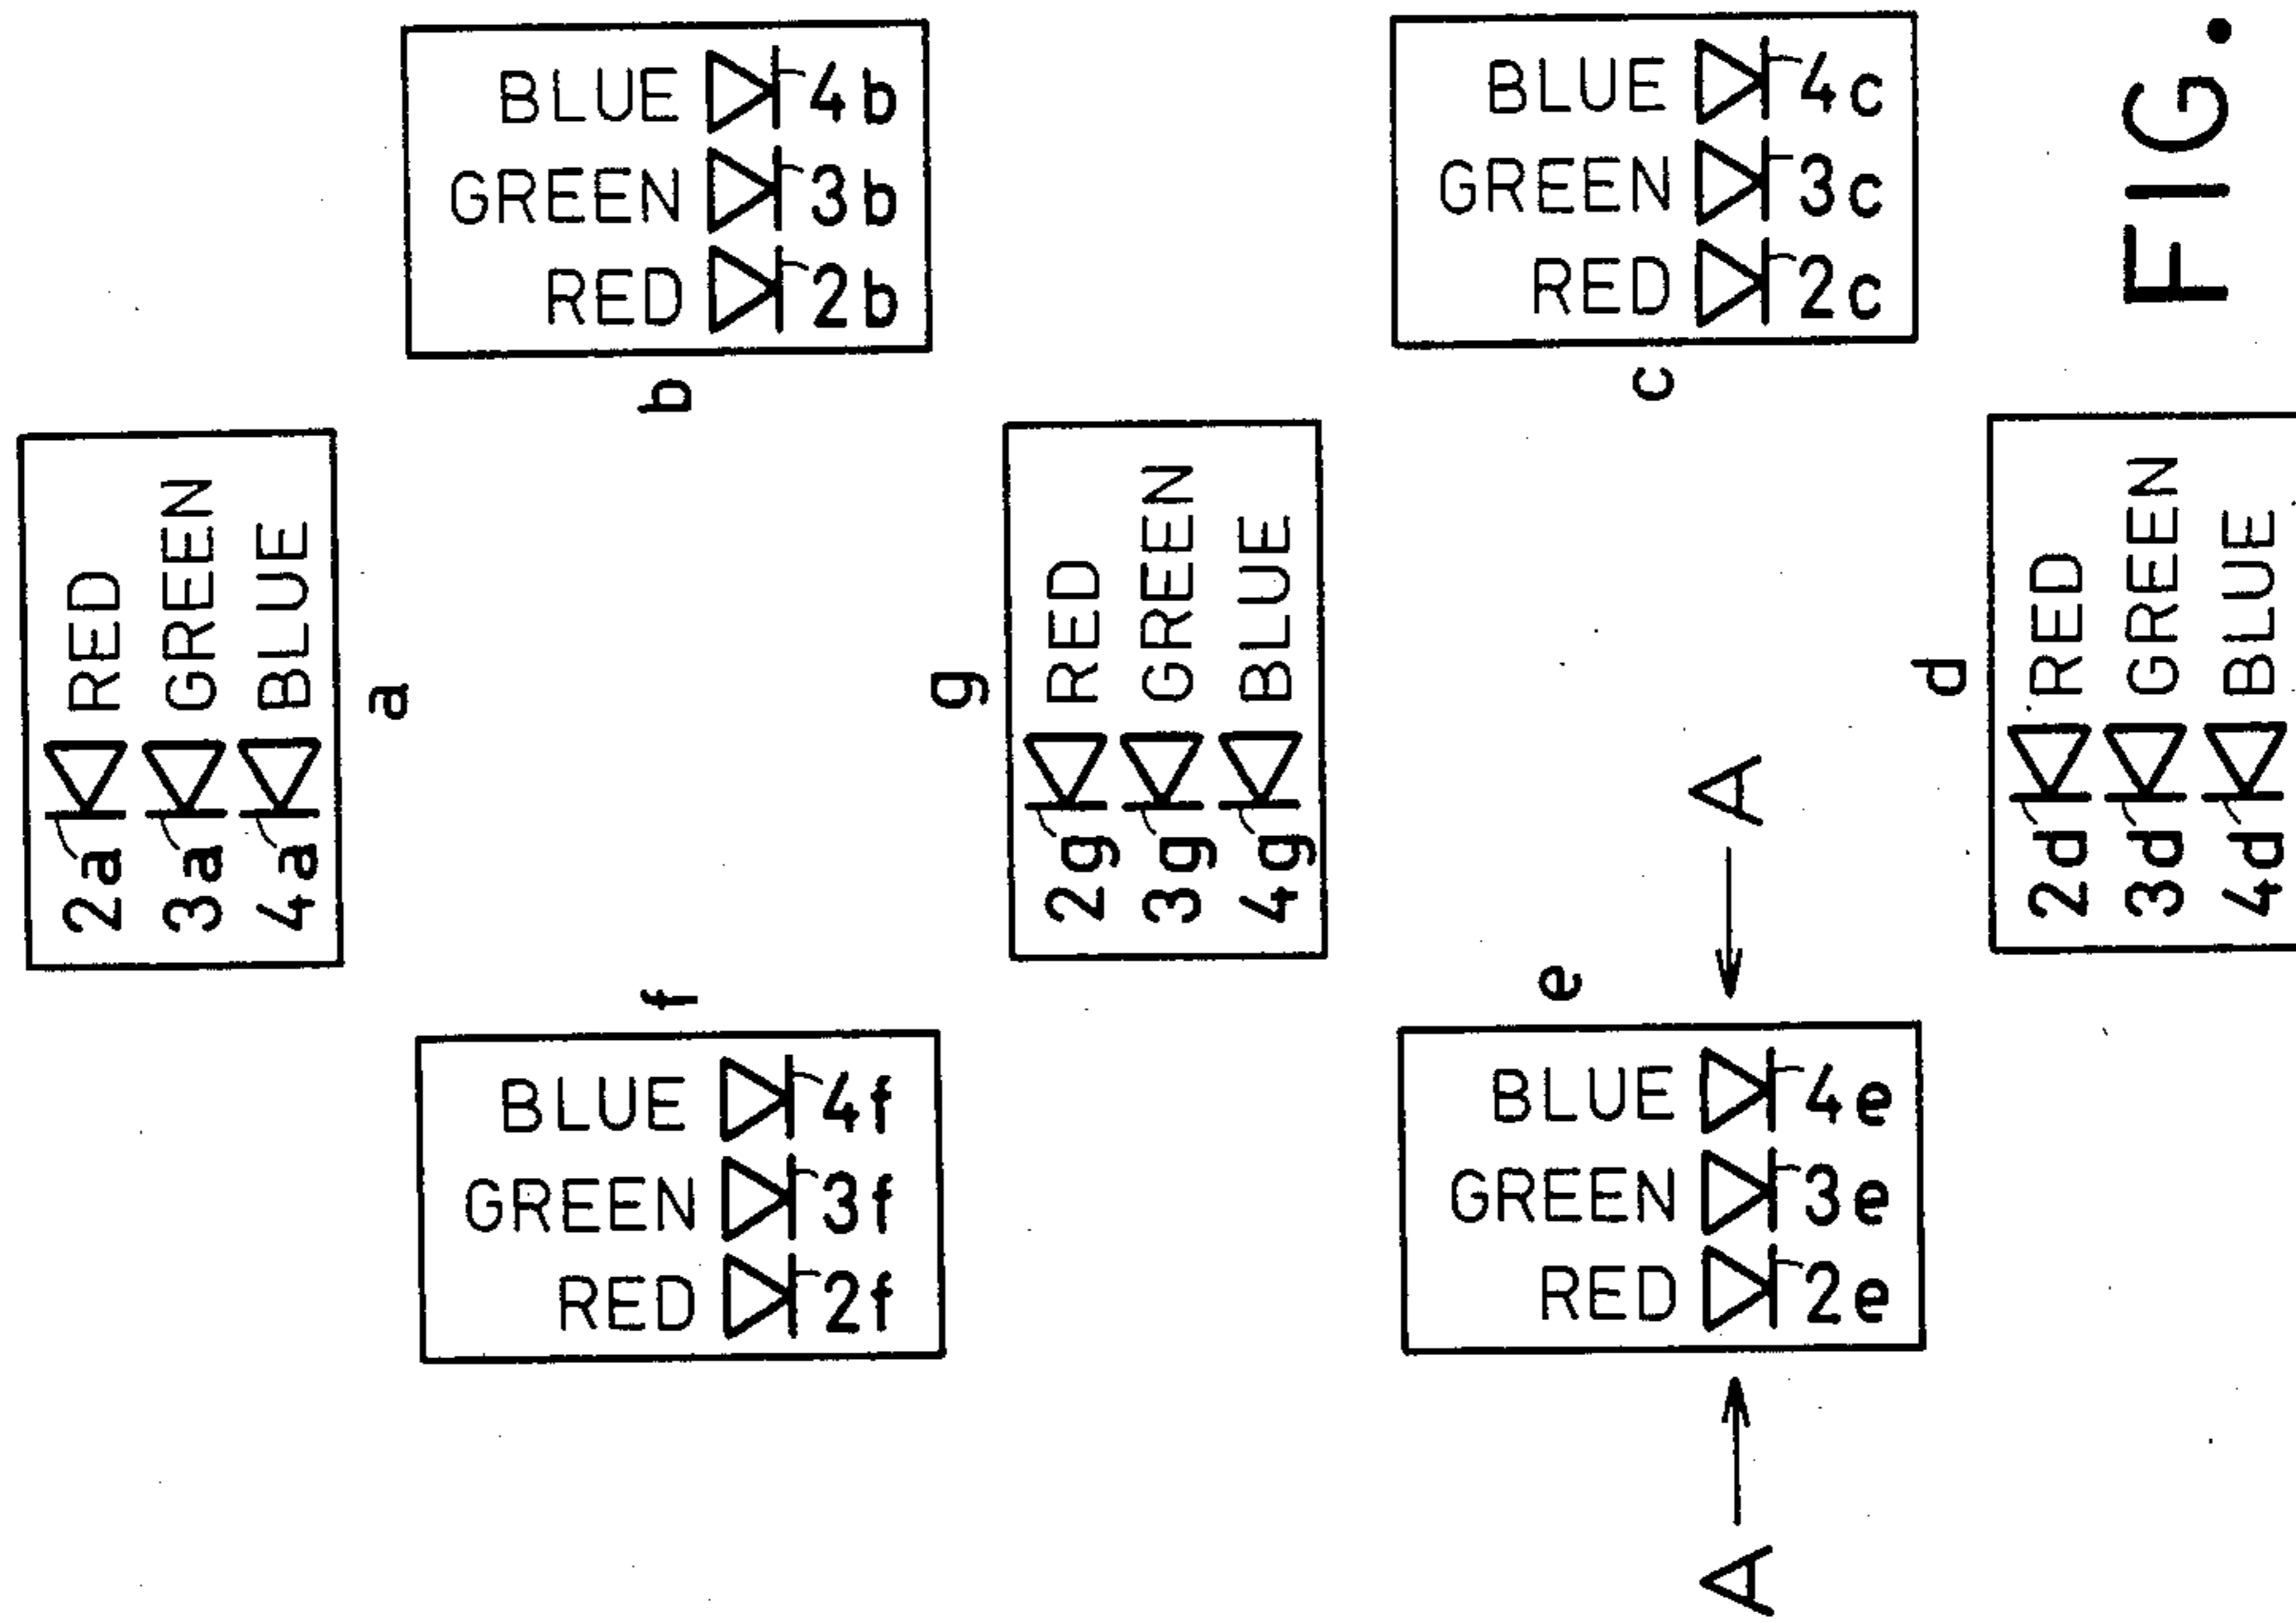 2a RED
3a GREEN
4a BLUE
a
BLUE 4f
GREEN 3f
RED 2f
f
BLUE 4b
GREEN 3b
RED 2b
b
g
2g RED
3g GREEN
4g BLUE
BLUE 4e
GREEN 3e
RED 2e
e
A
A
BLUE 4c
GREEN 3c
RED 2c
c
d
2d RED
3d GREEN
4d BLUE
FIG.